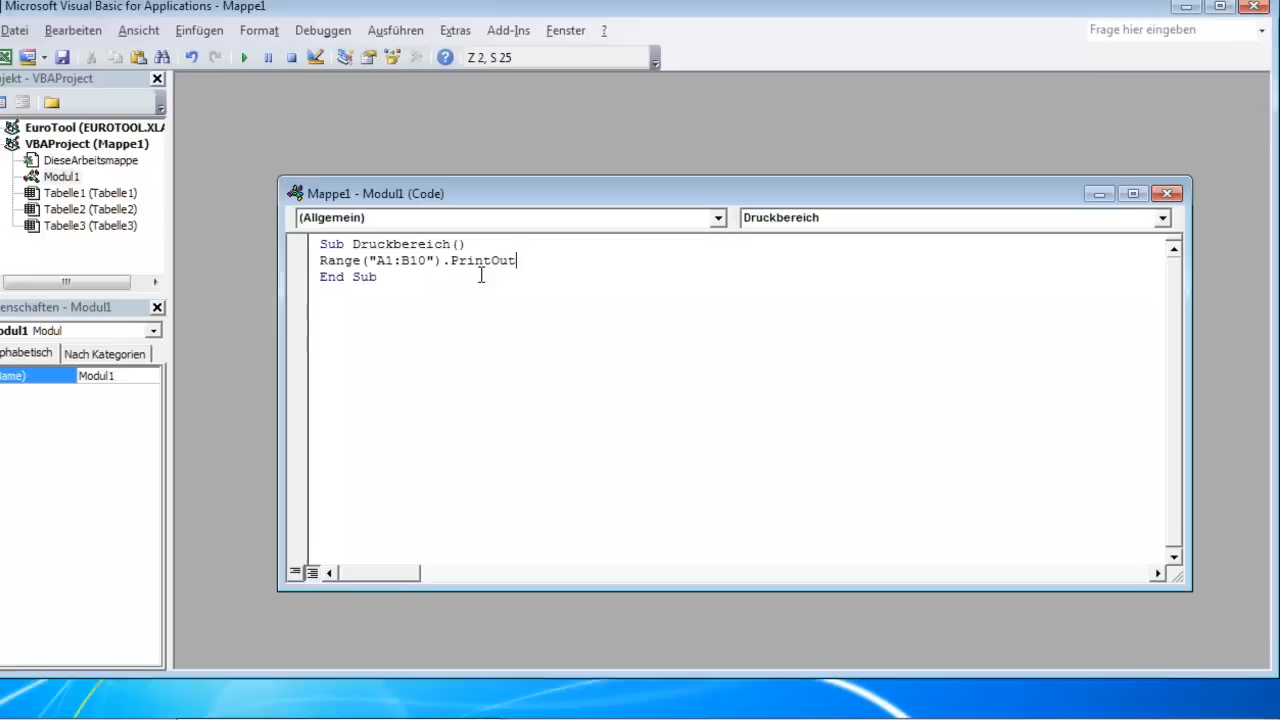 Microsoft Visual Basic for Applications - Mappe1
Datei Bearbeiten Ansicht Einfügen Format Debuggen Ausführen Extras Add-Ins Fenster ? Frage hier eingeben
Z 2, S 25
jekt - VBAProject
EuroTool (EUROTOOL.XLA
VBAProject (Mappe1)
DieseArbeitsmappe
Modul1
Tabelle1 (Tabelle1)
Tabelle2 (Tabelle2)
Tabelle3 (Tabelle3)
enschaften - Modul1
odul1 Modul
phabetisch Nach Kategorien
ame) Modul1
Mappe1 - Modul1 (Code)
(Allgemein) Druckbereich
Sub Druckbereich()
Range("A1:B10").PrintOut
End Sub